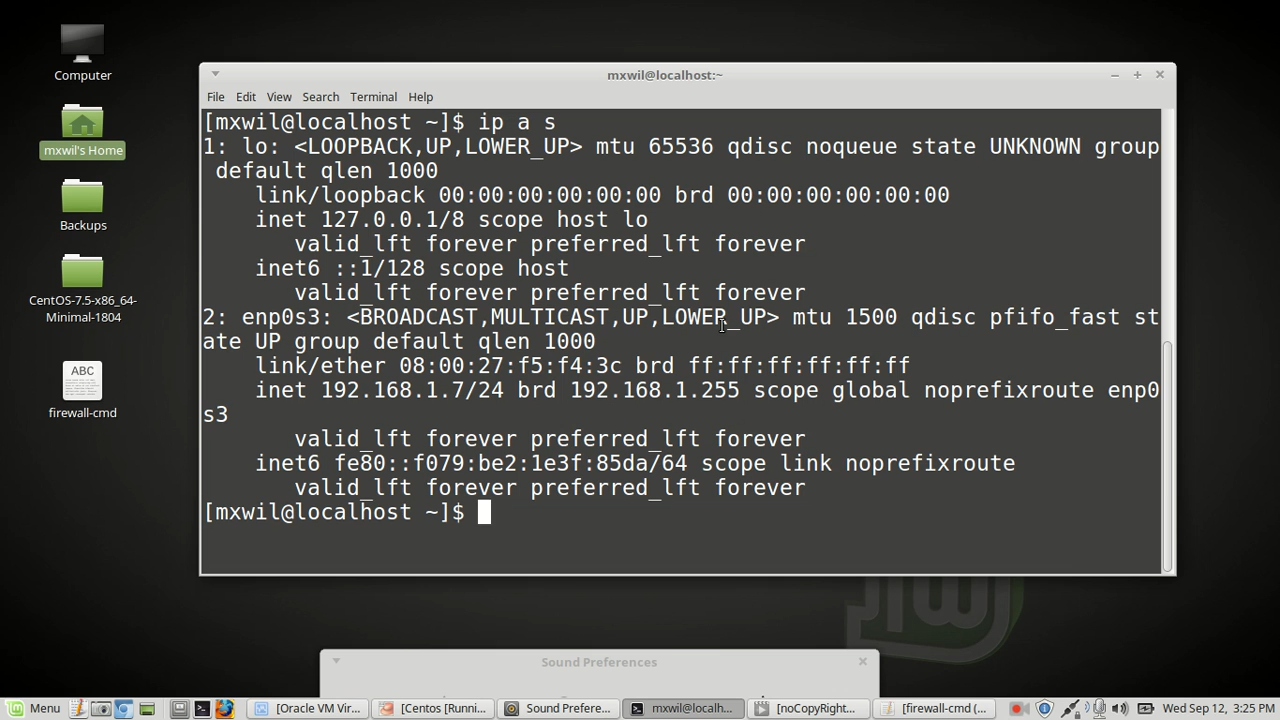 Computer
mxwil's Home
Backups
CentOS-7.5-x86_64-
Minimal-1804
ABC
firewall-cmd
mxwil@localhost:~
File Edit View Search Terminal Help
[mxwil@localhost ~]$ ip a s
1: lo: <LOOPBACK,UP,LOWER_UP> mtu 65536 qdisc noqueue state UNKNOWN group
default qlen 1000
link/loopback 00:00:00:00:00:00 brd 00:00:00:00:00:00
inet 127.0.0.1/8 scope host lo
valid_lft forever preferred_lft forever
inet6 ::1/128 scope host
valid_lft forever preferred_lft forever
2: enp0s3: <BROADCAST,MULTICAST,UP,LOWER_UP> mtu 1500 qdisc pfifo_fast st
ate UP group default qlen 1000
link/ether 08:00:27:f5:f4:3c brd ff:ff:ff:ff:ff:ff
inet 192.168.1.7/24 brd 192.168.1.255 scope global noprefixroute enp0
s3
valid_lft forever preferred_lft forever
inet6 fe80::f079:be2:1e3f:85da/64 scope link noprefixroute
valid_lft forever preferred_lft forever
[mxwil@localhost ~]$
Sound Preferences
Menu [Oracle VM Vir... [Centos [Runni... Sound Prefere... mxwil@localh... [noCopyRight... [firewall-cmd (... Wed Sep 12, 3:25 PM